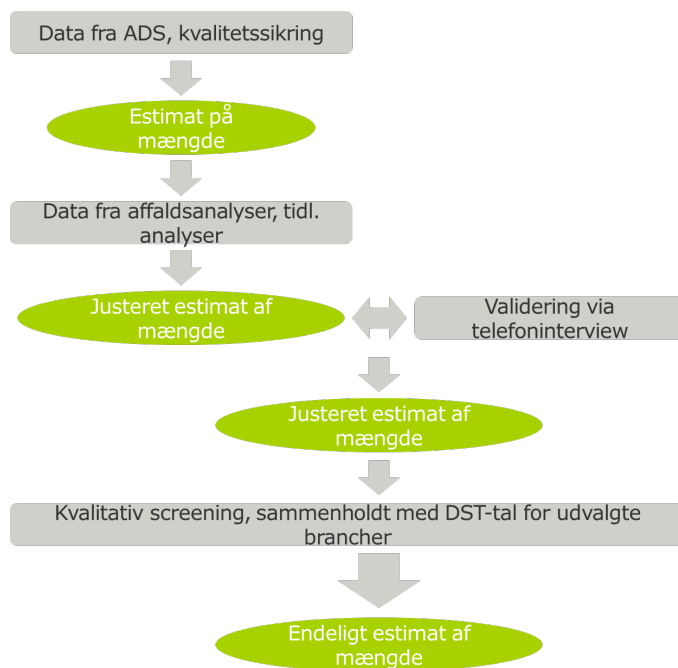 Data fra ADS, kvalitetssikring
Estimat på
mængde
Data fra affaldsanalyser, tidl.
analyser
Justeret estimat af
mængde
Validering via
telefoninterview
Justeret estimat af
mængde
Kvalitativ screening, sammenholdt med DST-tal for udvalgte
brancher
Endeligt estimat af
mængde